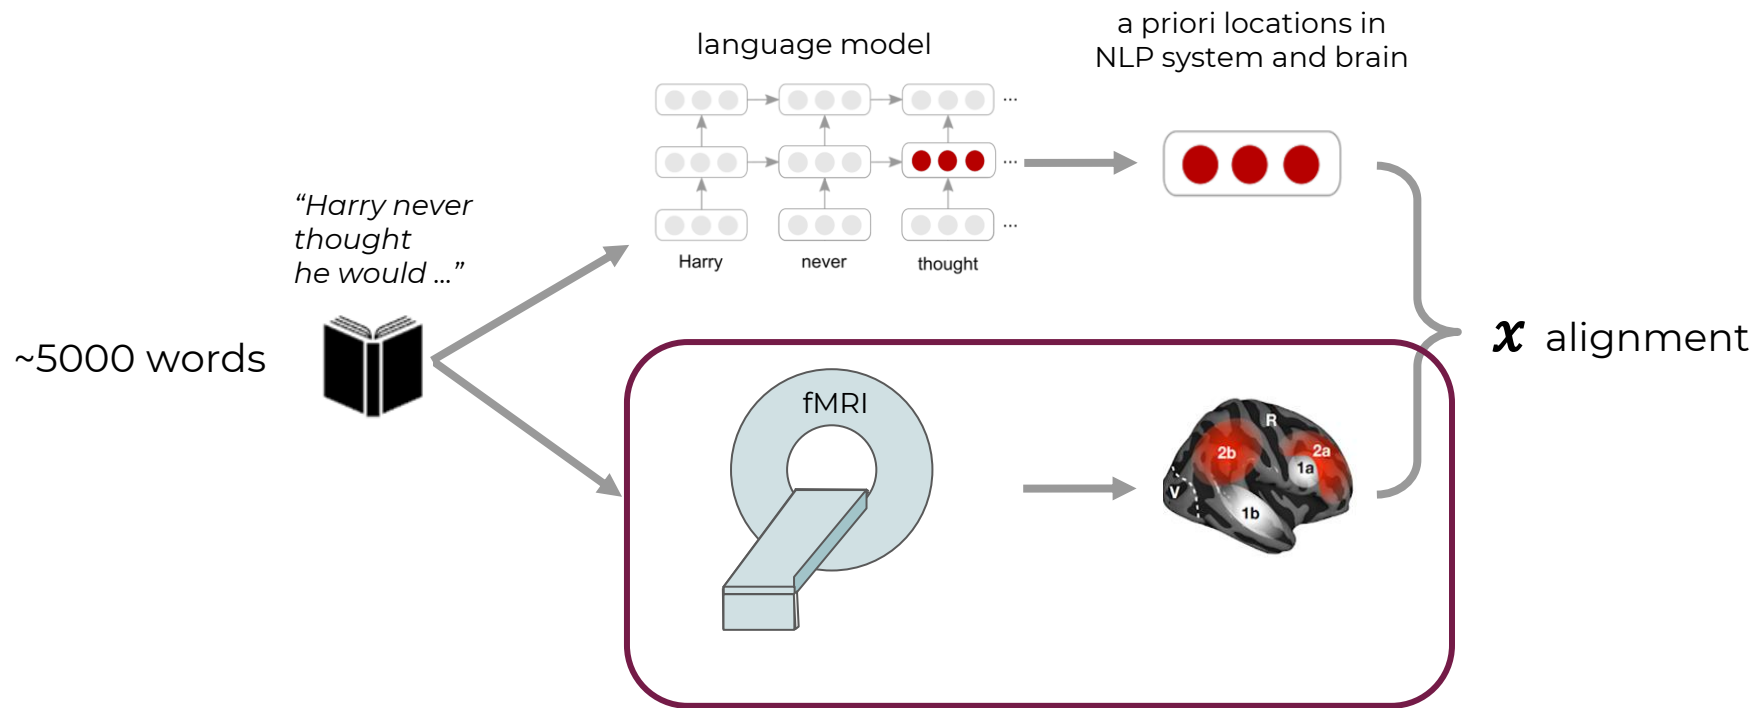 a priori locations in
NLP system and brain
language model
...
...
“Harry never
thought
he would ...”
...
Harry never thought
~5000 words
x alignment
fMRI
R
2b
2a
1a
V
1b